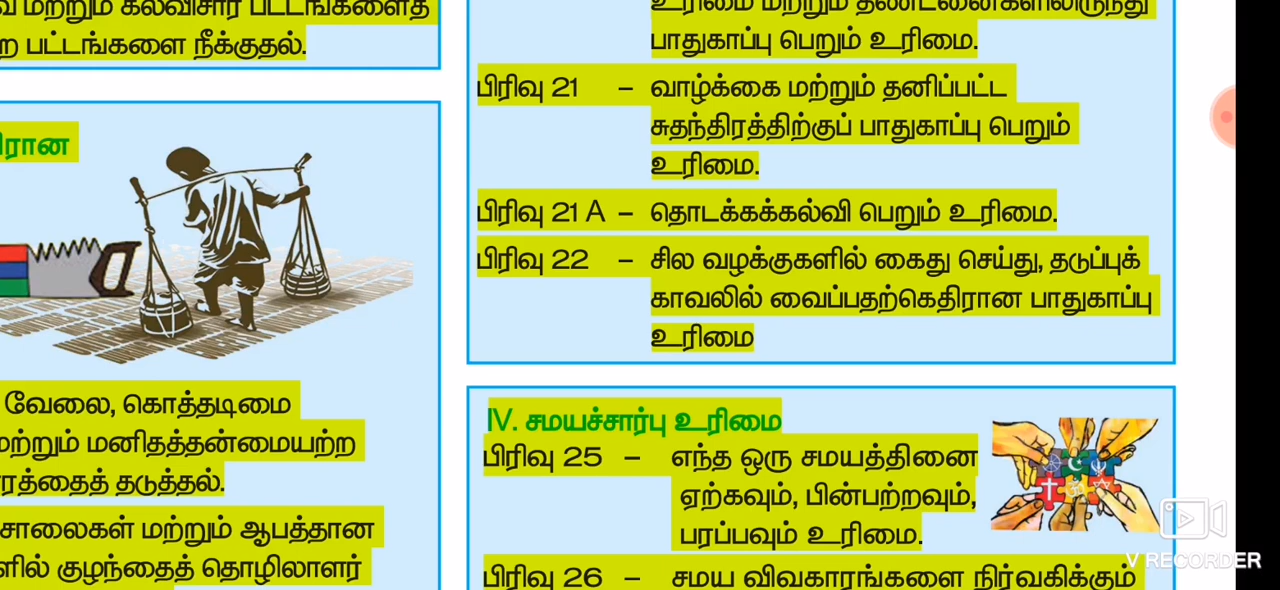 மற்றும் கல்விசார் பட்டங்களைத்
பட்டங்களை நீக்குதல்.
வேலை, கொத்தடிமை
மற்றும் மனிதத்தன்மையற்ற
தடுத்தல்.
மற்றும் ஆபத்தான
குழந்தைத் தொழிலாளர்
உரிமை மற்றும் தண்டனைகளிலிருந்து
பாதுகாப்பு பெறும் உரிமை.
பிரிவு 21 – வாழ்க்கை மற்றும் தனிப்பட்ட
சுதந்திரத்திற்குப் பாதுகாப்பு பெறும்
உரிமை.
பிரிவு 21 A – தொடக்கக்கல்வி பெறும் உரிமை.
பிரிவு 22 – சில வழக்குகளில் கைது செய்து, தடுப்புக்
காவலில் வைப்பதற்கெதிரான பாதுகாப்பு
உரிமை
IV. சமயச்சார்பு உரிமை
பிரிவு 25 – எந்த ஒரு சமயத்தினை
ஏற்கவும், பின்பற்றவும்,
பரப்பவும் உரிமை.
பிரிவு 26 – சமய விவகாரங்களை நிர்வகிக்கும்
V RECORDER